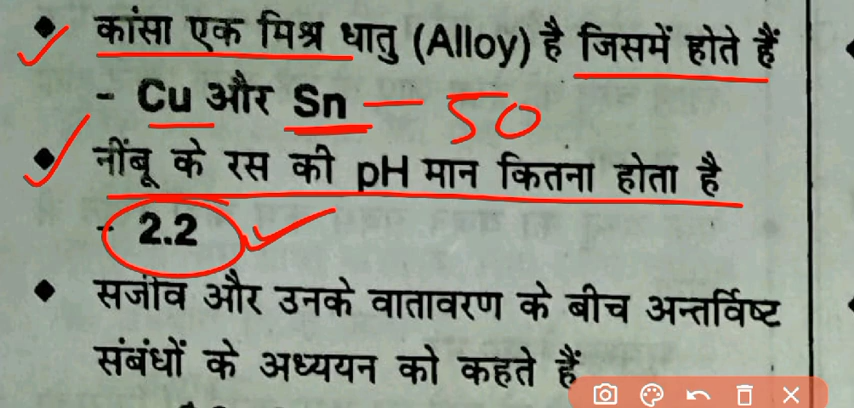 ◆ कांसा एक मिश्र धातु (Alloy) है जिसमें होते हैं
- Cu और Sn — 50
◆ नींबू के रस की pH मान कितना होता है
- 2.2
◆ सजीव और उनके वातावरण के बीच अन्तर्विष्ट
संबंधों के अध्ययन को कहते हैं